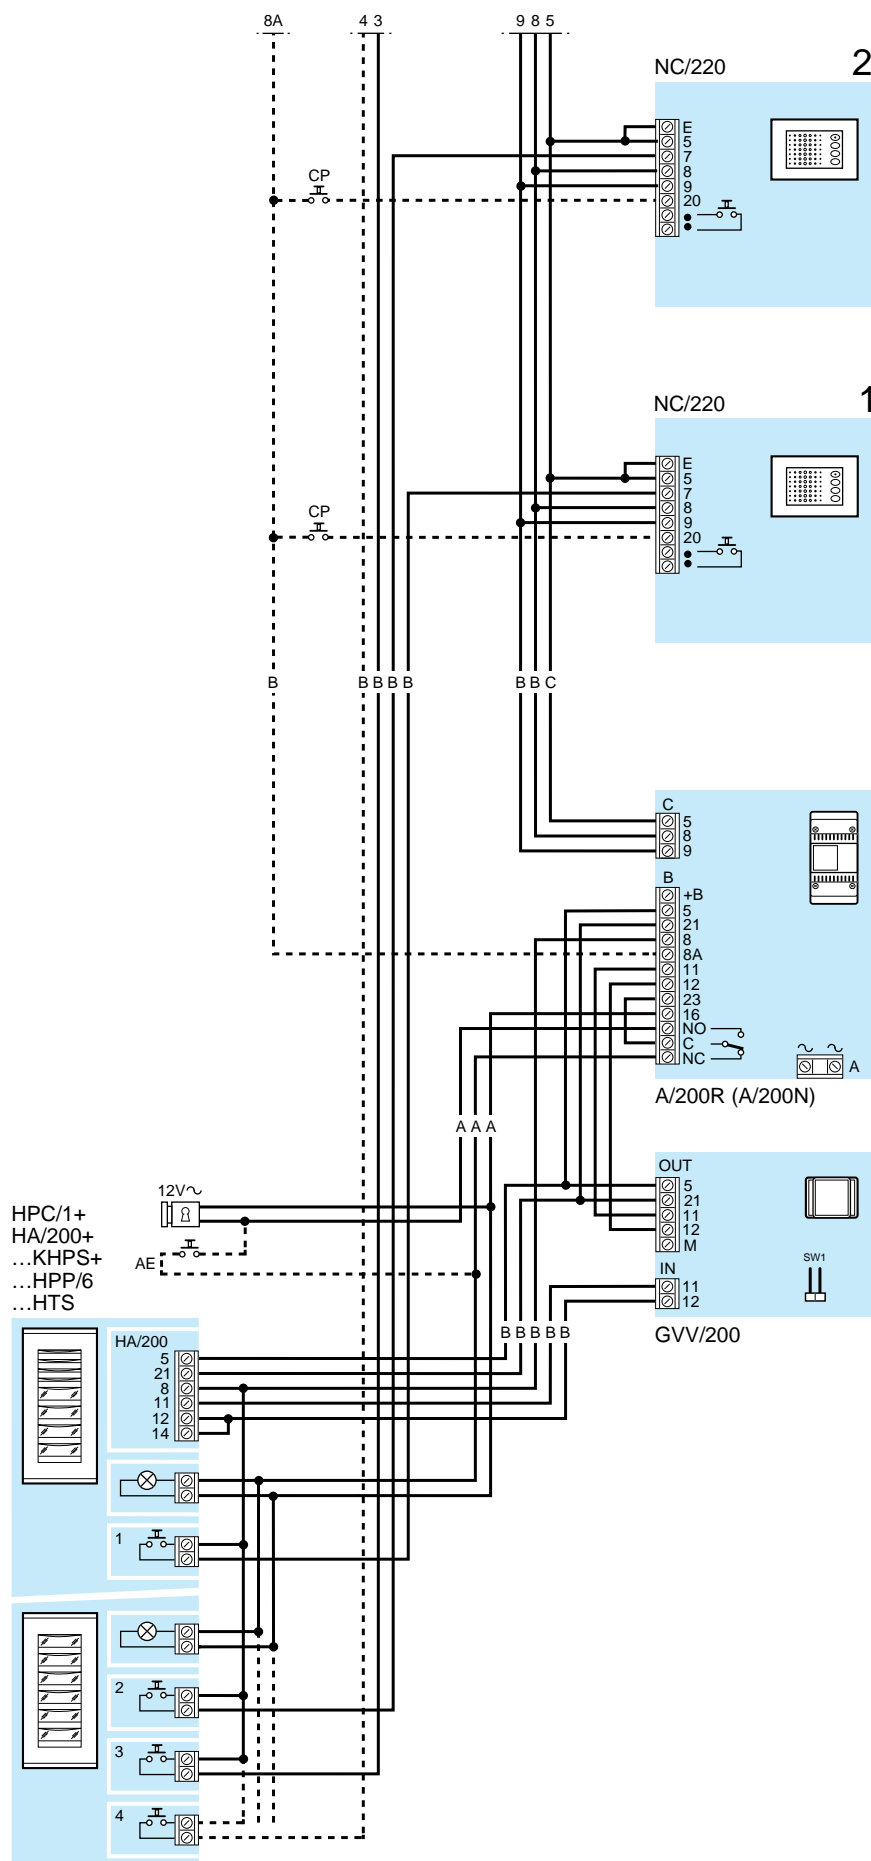 8A 4 3 9 8 5
NC/220 2
E
5
7
8
9
20
CP
NC/220 1
E
5
7
8
9
20
CP
B B B B B B B C
C
5
8
9
B
+B
5
21
8
8A
11
12
23
16
NO
C
NC
A
A/200R (A/200N)
A A A
12V~
AE
OUT
5
21
11
12
M
SW1
IN
11
12
GVV/200
B B B B B
HPC/1+
HA/200+
...KHPS+
...HPP/6
...HTS
HA/200
5
21
8
11
12
14
1
2
3
4